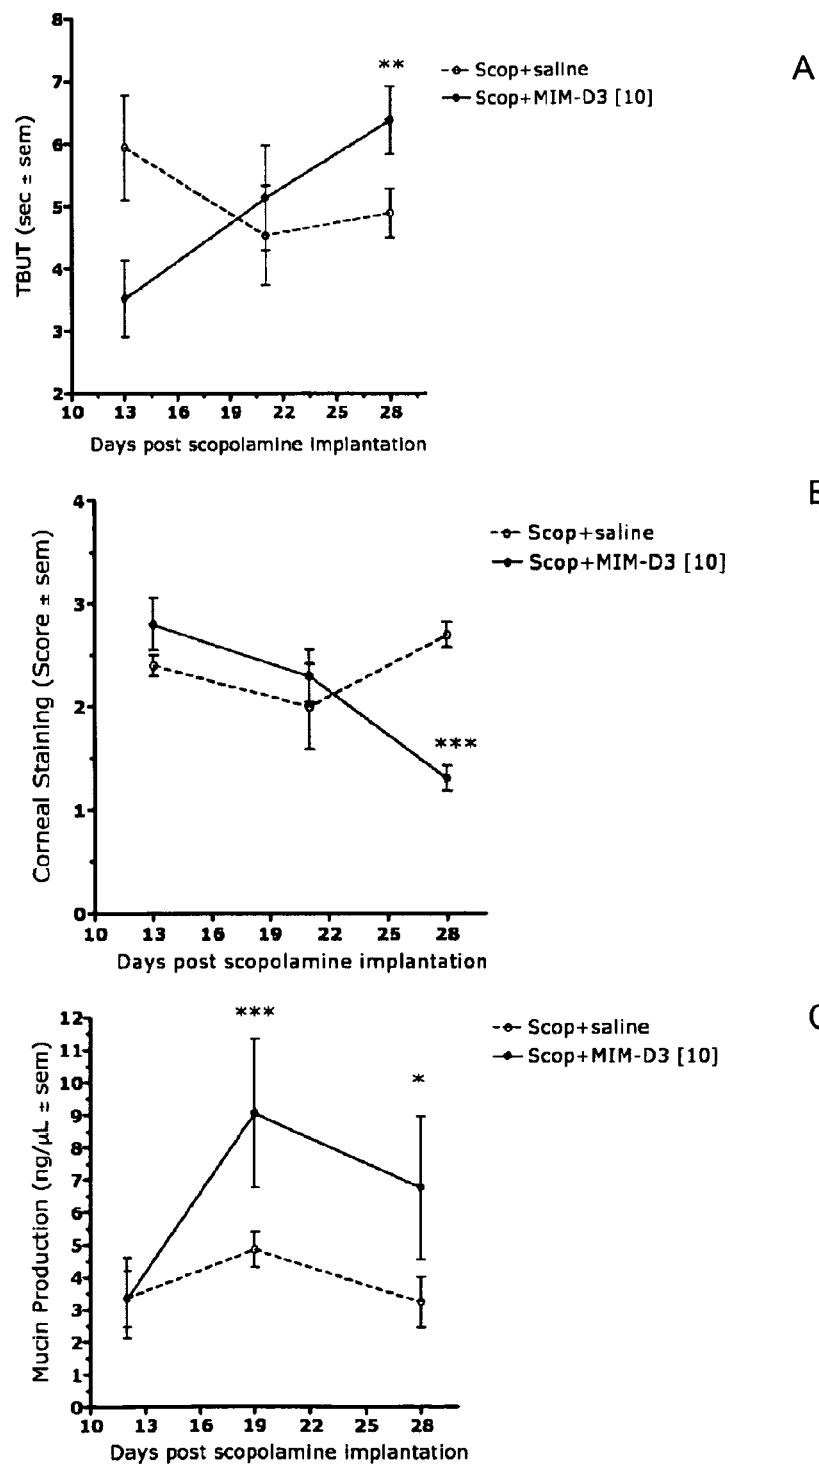 8
**
Scop+saline
A
7
Scop+MIM-D3 [10]
6
TBUT (sec ± sem)
5
4
3
2
10 13 16 19 22 25 28
Days post scopolamine implantation
4
Scop+saline
Scop+MIM-D3 [10]
3
Corneal Staining (Score ± sem)
2
***
1
0
10 13 16 19 22 25 28
Days post scopolamine implantation
***
12
Scop+saline
11
Scop+MIM-D3 [10]
10
*
9
8
Mucin Production (ng/μL ± sem)
7
6
5
4
3
2
1
0
10 13 16 19 22 25 28
Days post scopolamine implantation